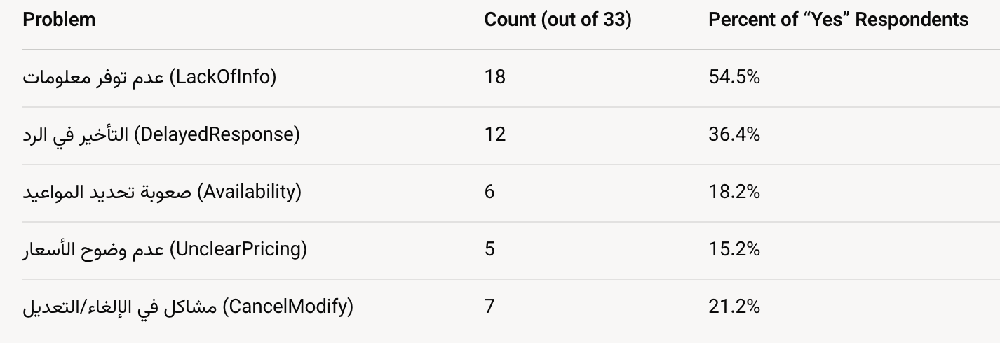 Problem Count (out of 33) Percent of “Yes” Respondents
عدم توفر معلومات (LackOfInfo) 18 54.5%
التأخير في الرد (DelayedResponse) 12 36.4%
صعوبة تحديد المواعيد (Availability) 6 18.2%
عدم وضوح الأسعار (UnclearPricing) 5 15.2%
مشاكل في الإلغاء/التعديل (CancelModify) 7 21.2%